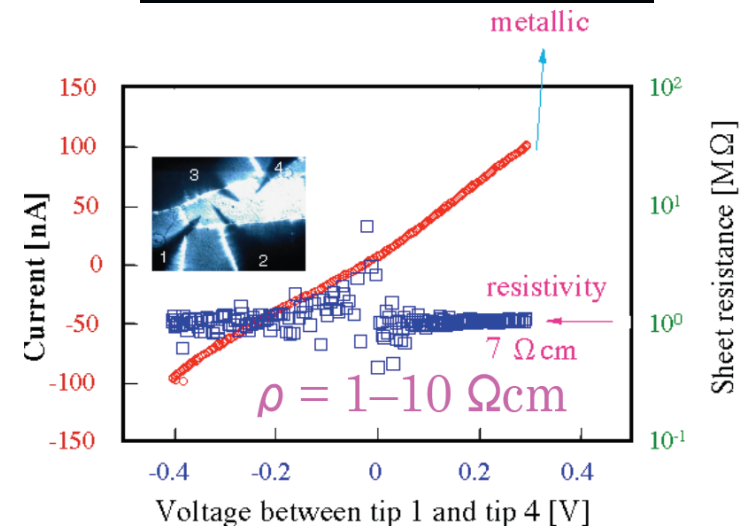 metallic
150
100
50
0
-50
-100
-150
Current [nA]
3
4
1
2
10²
10¹
10⁰
10⁻¹
Sheet resistance [MΩ]
resistivity
7 Ωcm
ρ = 1–10 Ωcm
-0.4
-0.2
0
0.2
0.4
Voltage between tip 1 and tip 4 [V]